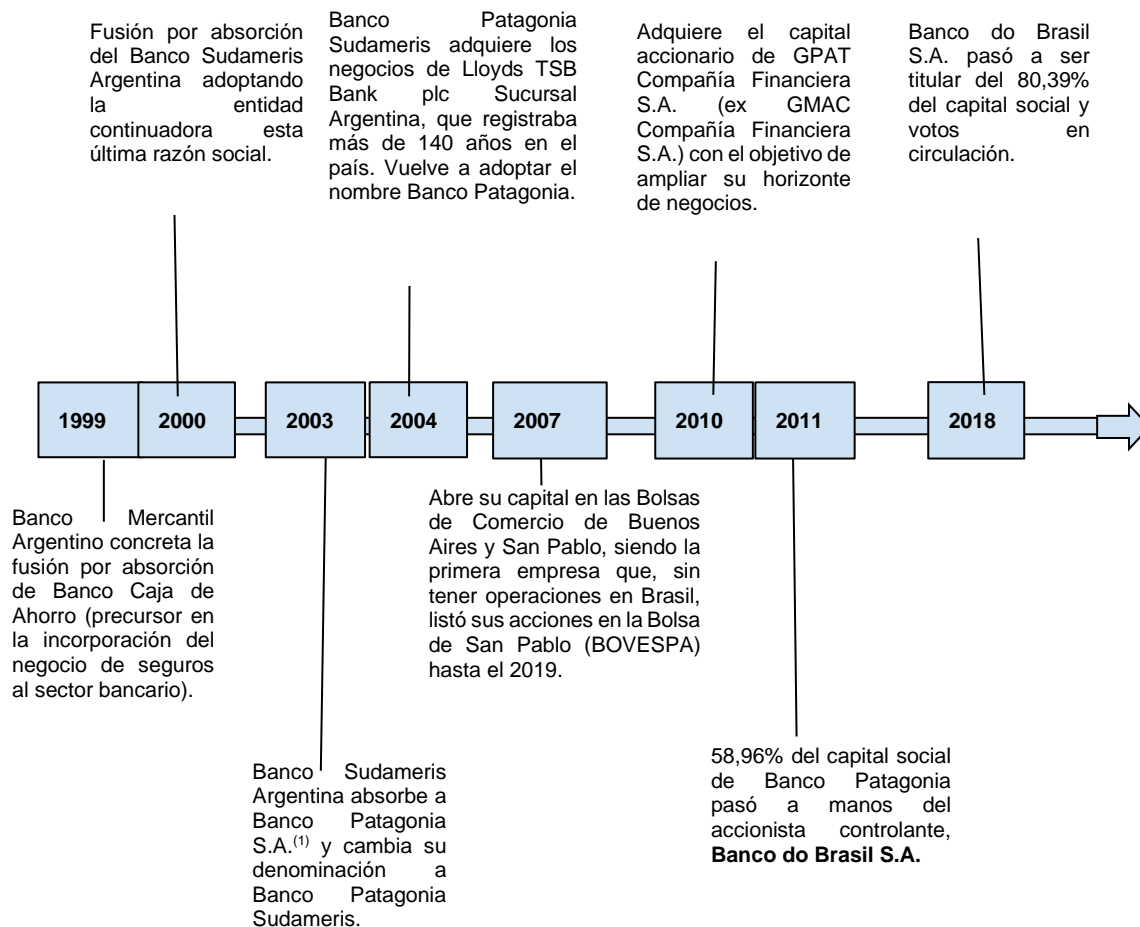 Fusión por absorción
del Banco Sudameris
Argentina adoptando
la entidad
continuadora esta
última razón social.
Banco Patagonia
Sudameris adquiere los
negocios de Lloyds TSB
Bank plc Sucursal
Argentina, que registraba
más de 140 años en el
país. Vuelve a adoptar el
nombre Banco Patagonia.
Adquiere el capital
accionario de GPAT
Compañía Financiera
S.A. (ex GMAC
Compañía Financiera
S.A.) con el objetivo de
ampliar su horizonte
de negocios.
Banco do Brasil
S.A. pasó a ser
titular del 80,39%
del capital social y
votos en
circulación.
1999
2000
2003
2004
2007
2010
2011
2018
Banco Mercantil
Argentino concreta la
fusión por absorción
de Banco Caja de
Ahorro (precursor en
la incorporación del
negocio de seguros
al sector bancario).
Abre su capital en las Bolsas
de Comercio de Buenos
Aires y San Pablo, siendo la
primera empresa que, sin
tener operaciones en Brasil,
listó sus acciones en la Bolsa
de San Pablo (BOVESPA)
hasta el 2019.
Banco Sudameris
Argentina absorbe a
Banco Patagonia
S.A.(1) y cambia su
denominación a
Banco Patagonia
Sudameris.
58,96% del capital social
de Banco Patagonia
pasó a manos del
accionista controlante,
Banco do Brasil S.A.